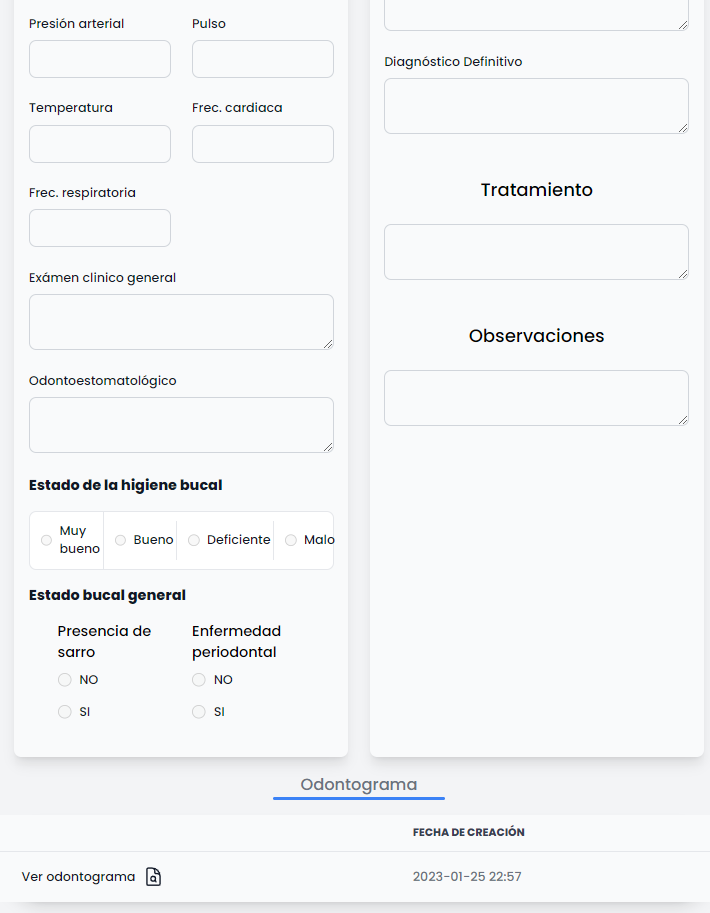 Presión arterial
Pulso
Temperatura
Frec. cardiaca
Frec. respiratoria
Exámen clinico general
Odontoestomatológico
Estado de la higiene bucal
Muy
bueno
Bueno
Deficiente
Malo
Estado bucal general
Presencia de
sarro
NO
SI
Enfermedad
periodontal
NO
SI
Diagnóstico Definitivo
Tratamiento
Observaciones
Odontograma
FECHA DE CREACIÓN
Ver odontograma
2023-01-25 22:57